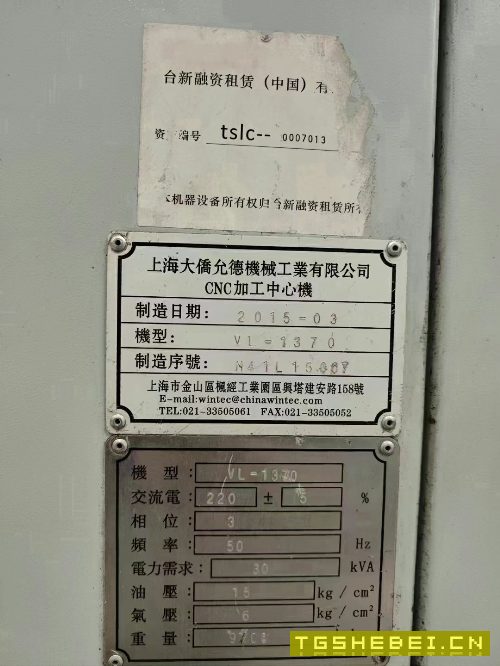 台新融资租赁（中国）有
资 编号 tslc-- 0007013
本机器设备所有权归台新融资租赁所有
上海大僑允德機械工業有限公司
CNC加工中心機
制造日期: 2015-03
機型: VL-1370
制造序號:
上海市金山區楓經工業園區興塔建安路158號
E-mail:wintec@chinawintec.com
TEL:021-33505061 FAX:021-33505052
機 型: VL-1370
交流電: 220 ± 5 %
相 位: 3
頻 率: 50 Hz
電力需求: 30 kVA
油 壓: 15 kg / cm²
氣 壓: 6 kg / cm²
重 量:
TGSHEBEI.CN